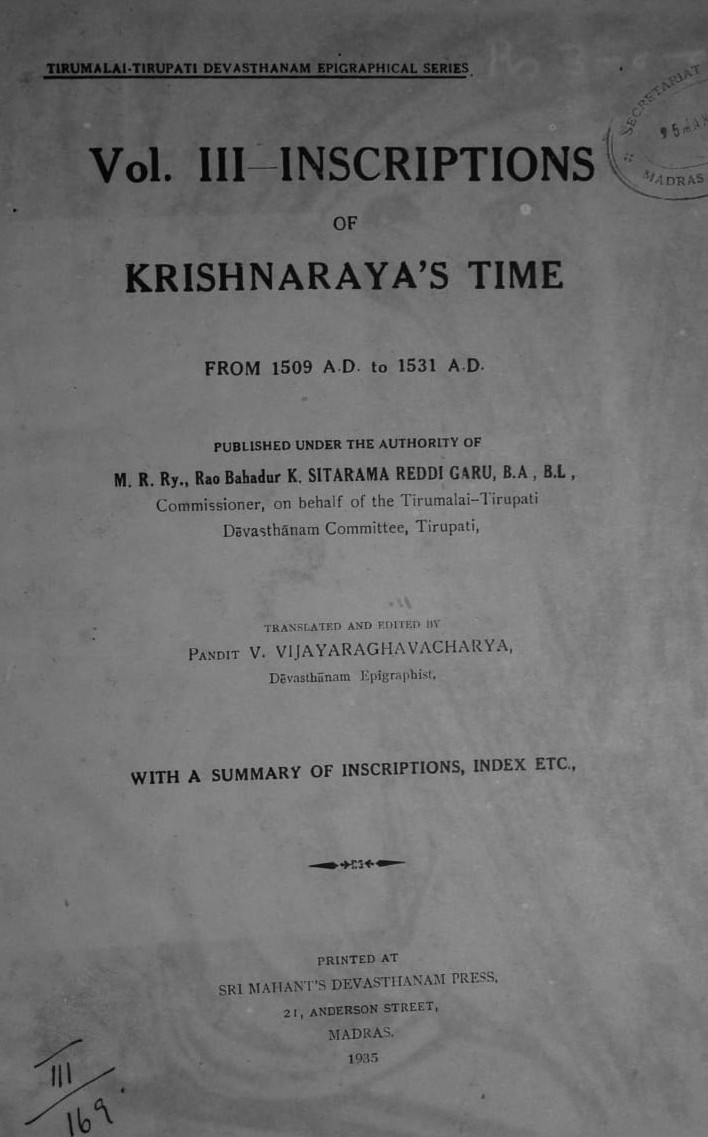 TIRUMALAI-TIRUPATI DEVASTHANAM EPIGRAPHICAL SERIES.
SECRETARIAT
MADRAS
Vol. III—INSCRIPTIONS
OF
KRISHNARAYA'S TIME
FROM 1509 A.D. to 1531 A.D.
PUBLISHED UNDER THE AUTHORITY OF
M. R. Ry., Rao Bahadur K. SITARAMA REDDI GARU, B.A , B.L ,
Commissioner, on behalf of the Tirumalai-Tirupati
Dēvasthānam Committee, Tirupati,
TRANSLATED AND EDITED BY
PANDIT V. VIJAYARAGHAVACHARYA,
Dēvasthānam Epigraphist,
WITH A SUMMARY OF INSCRIPTIONS, INDEX ETC.,
PRINTED AT
SRI MAHANT'S DEVASTHANAM PRESS,
21, ANDERSON STREET,
MADRAS.
1935
III
169